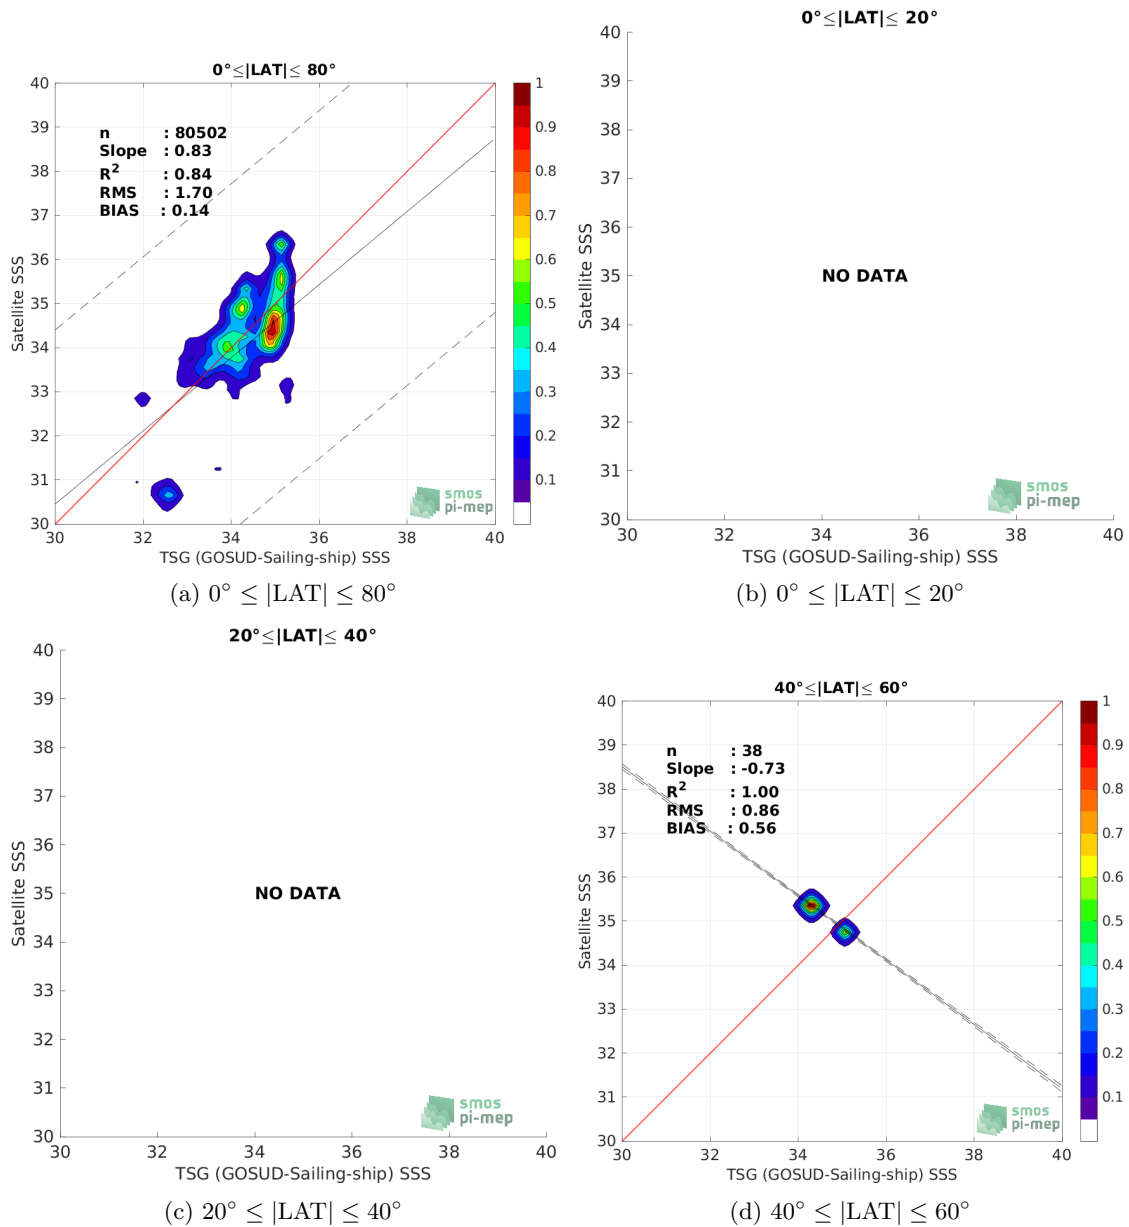 0°≤|LAT|≤ 80°
n : 80502
Slope : 0.83
R² : 0.84
RMS : 1.70
BIAS : 0.14
40
39
38
37
36
35
34
33
32
31
30
Satellite SSS
30 32 34 36 38 40
TSG (GOSUD-Sailing-ship) SSS
1
0.9
0.8
0.7
0.6
0.5
0.4
0.3
0.2
0.1
smos
pi-mep
(a) 0° ≤ |LAT| ≤ 80°
0°≤|LAT|≤ 20°
40
39
38
37
36
35
34
33
32
31
30
Satellite SSS
NO DATA
30 32 34 36 38 40
TSG (GOSUD-Sailing-ship) SSS
smos
pi-mep
(b) 0° ≤ |LAT| ≤ 20°
20°≤|LAT|≤ 40°
40
39
38
37
36
35
34
33
32
31
30
Satellite SSS
NO DATA
30 32 34 36 38 40
TSG (GOSUD-Sailing-ship) SSS
smos
pi-mep
(c) 20° ≤ |LAT| ≤ 40°
40°≤|LAT|≤ 60°
n : 38
Slope : -0.73
R² : 1.00
RMS : 0.86
BIAS : 0.56
40
39
38
37
36
35
34
33
32
31
30
Satellite SSS
30 32 34 36 38 40
TSG (GOSUD-Sailing-ship) SSS
1
0.9
0.8
0.7
0.6
0.5
0.4
0.3
0.2
0.1
smos
pi-mep
(d) 40° ≤ |LAT| ≤ 60°